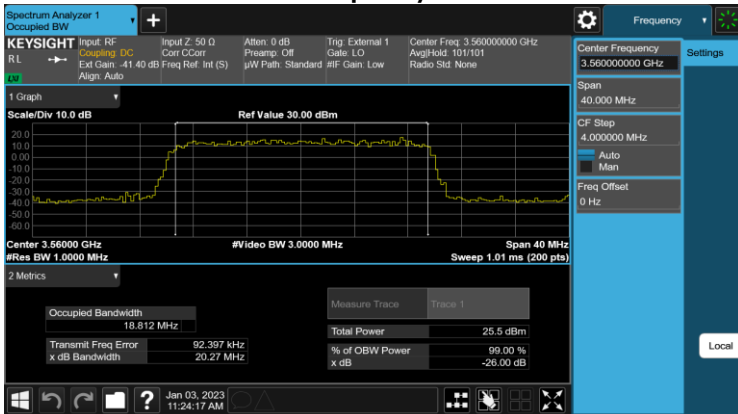 Spectrum Analyzer 1
Occupied BW
Frequency
KEYSIGHT
RL
LXI
Input: RF
Coupling: DC
Ext Gain: -41.40 dB
Align: Auto
Input Z: 50 Ω
Corr CCorr
Freq Ref: Int (S)
Atten: 0 dB
Preamp: Off
µW Path: Standard
Trig: External 1
Gate: LO
#IF Gain: Low
Center Freq: 3.560000000 GHz
Avg|Hold: 101/101
Radio Std: None
Center Frequency
3.560000000 GHz
Settings
Span
40.000 MHz
CF Step
4.000000 MHz
Auto
Man
Freq Offset
0 Hz
Local
1 Graph
Scale/Div 10.0 dB
Ref Value 30.00 dBm
20.0
10.0
0.00
-10.0
-20.0
-30.0
-40.0
-50.0
-60.0
Center 3.56000 GHz
#Video BW 3.0000 MHz
Span 40 MHz
#Res BW 1.0000 MHz
Sweep 1.01 ms (200 pts)
2 Metrics
Occupied Bandwidth
18.812 MHz
Transmit Freq Error 92.397 kHz
x dB Bandwidth 20.27 MHz
Measure Trace Trace 1
Total Power 25.5 dBm
% of OBW Power 99.00 %
x dB -26.00 dB
?
Jan 03, 2023
11:24:17 AM